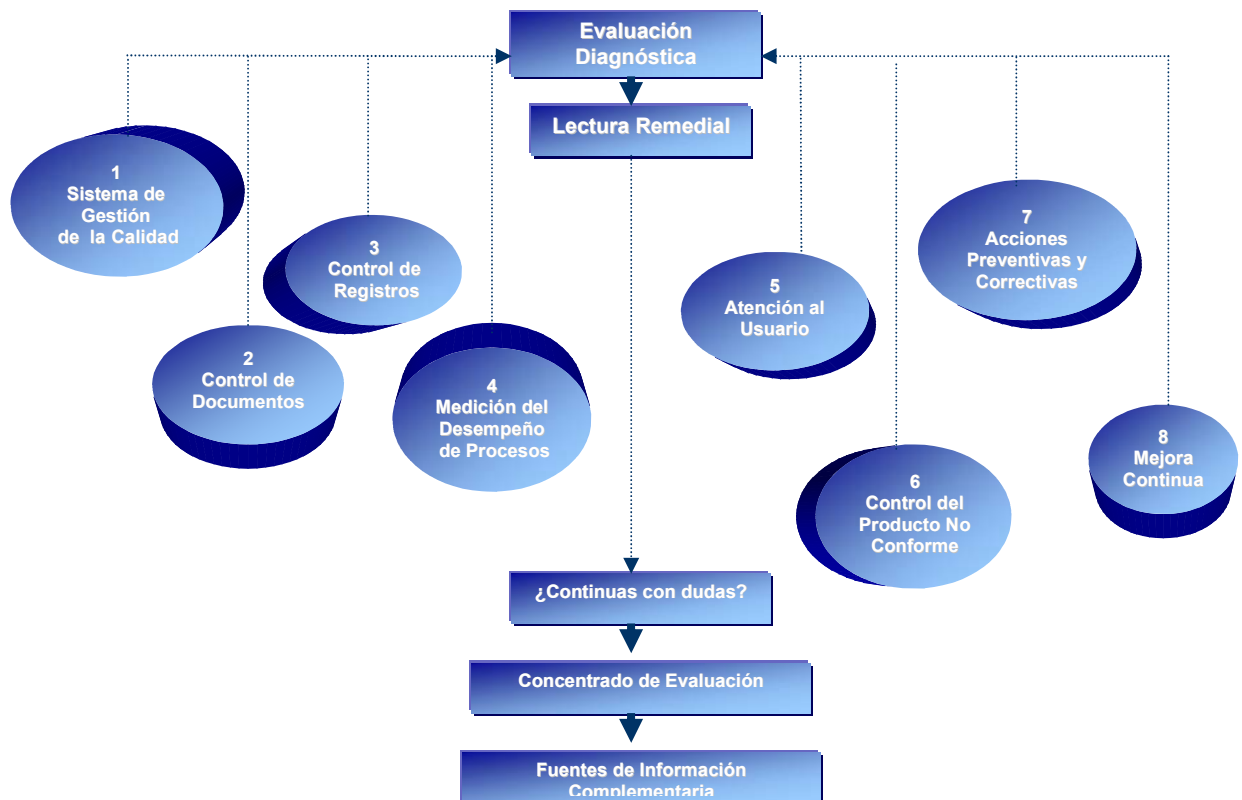 Evaluación
Diagnóstica
Lectura Remedial
1
Sistema de
Gestión
de la Calidad
2
Control de
Documentos
3
Control de
Registros
4
Medición del
Desempeño
de Procesos
5
Atención al
Usuario
6
Control del
Producto No
Conforme
7
Acciones
Preventivas y
Correctivas
8
Mejora
Continua
¿Continuas con dudas?
Concentrado de Evaluación
Fuentes de Información
Complementaria